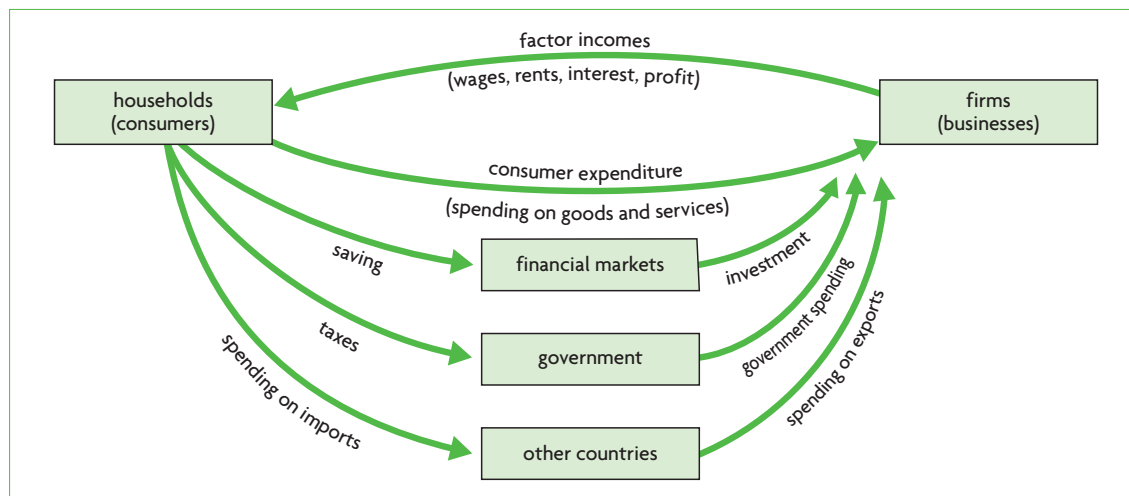 factor incomes
(wages, rents, interest, profit)
households
(consumers)
firms
(businesses)
consumer expenditure
(spending on goods and services)
saving
financial markets
investment
taxes
government
government spending
spending on imports
other countries
spending on exports